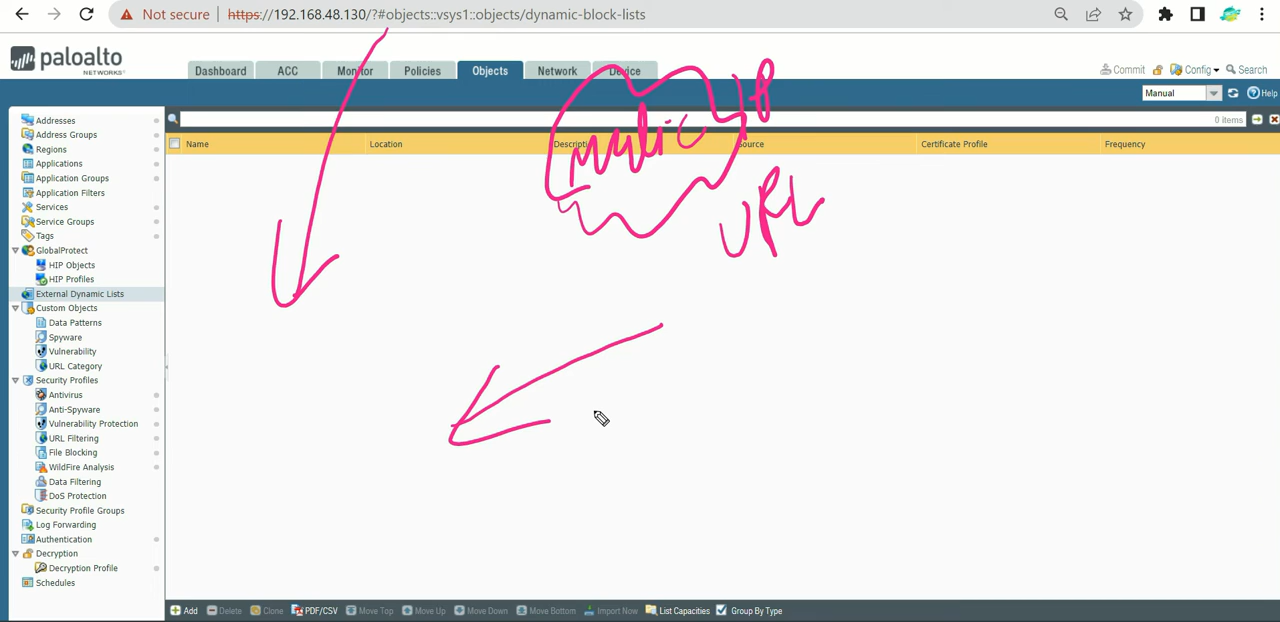 Not secure https://192.168.48.130/?#objects::vsys1::objects/dynamic-block-lists
paloalto
NETWORKS
Dashboard ACC Monitor Policies Objects Network Device
Commit Config Search
Manual Help
0 items
Name Location Description Source Certificate Profile Frequency
URL
Addresses
Address Groups
Regions
Applications
Application Groups
Application Filters
Services
Service Groups
Tags
GlobalProtect
HIP Objects
HIP Profiles
External Dynamic Lists
Custom Objects
Data Patterns
Spyware
Vulnerability
URL Category
Security Profiles
Antivirus
Anti-Spyware
Vulnerability Protection
URL Filtering
File Blocking
WildFire Analysis
Data Filtering
DoS Protection
Security Profile Groups
Log Forwarding
Authentication
Decryption
Decryption Profile
Schedules
Add Delete Clone PDF/CSV Move Top Move Up Move Down Move Bottom Import Now List Capacities Group By Type